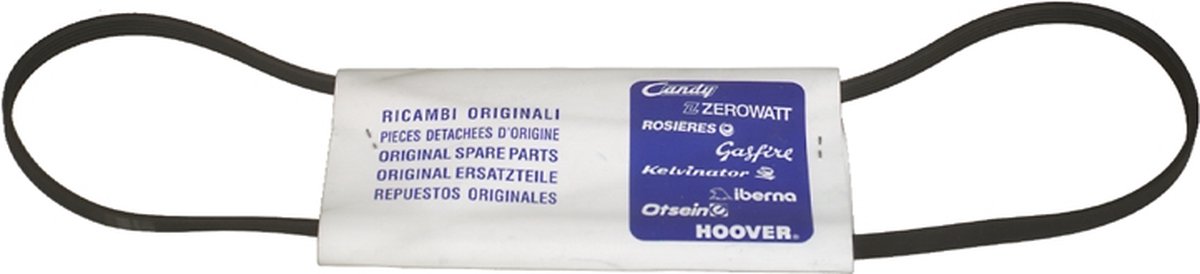 RICAMBI ORIGINALI
PIECES DETACHEES D'ORIGINE
ORIGINAL SPARE PARTS
ORIGINAL ERSATZTEILE
REPUESTOS ORIGINALES
Candy
Z ZEROWATT
ROSIERES
Gasfire
Kelvinator
iberna
Otsein
HOOVER